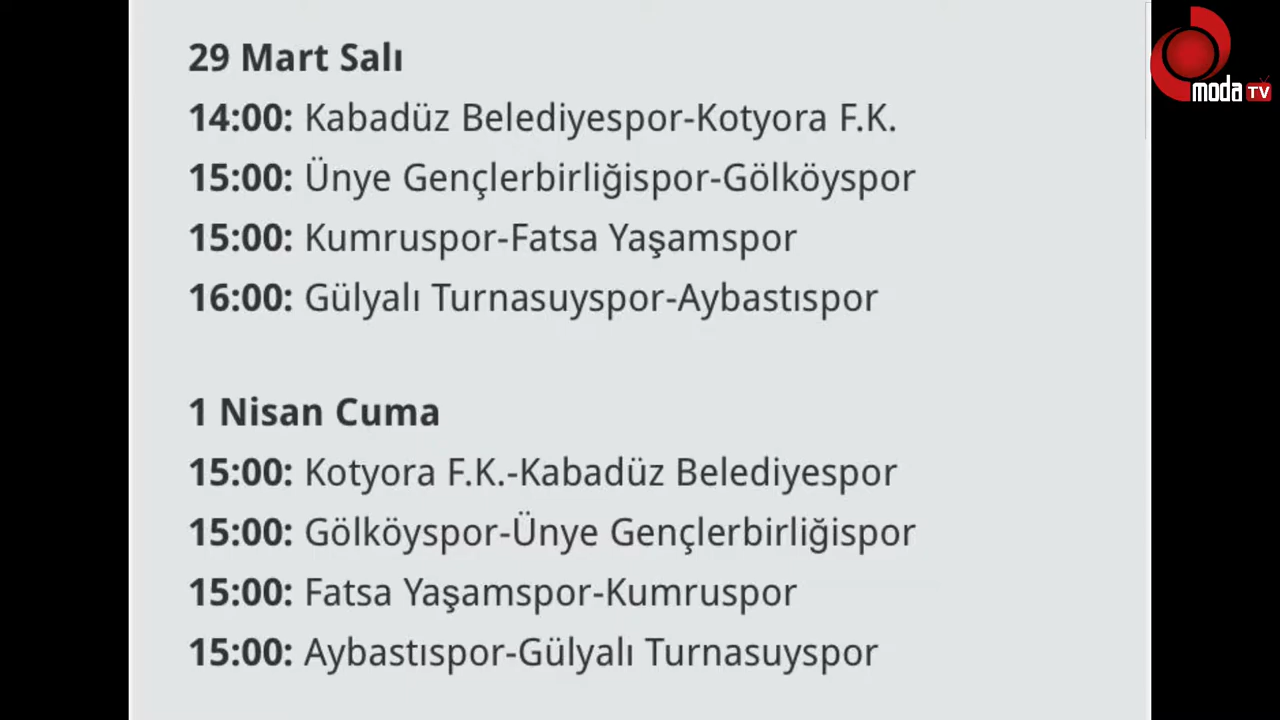 29 Mart Salı
14:00: Kabadüz Belediyespor-Kotyora F.K.
15:00: Ünye Gençlerbirliğispor-Gölköyspor
15:00: Kumruspor-Fatsa Yaşamspor
16:00: Gülyalı Turnasuyspor-Aybastıspor
1 Nisan Cuma
15:00: Kotyora F.K.-Kabadüz Belediyespor
15:00: Gölköyspor-Ünye Gençlerbirliğispor
15:00: Fatsa Yaşamspor-Kumruspor
15:00: Aybastıspor-Gülyalı Turnasuyspor
moda TV